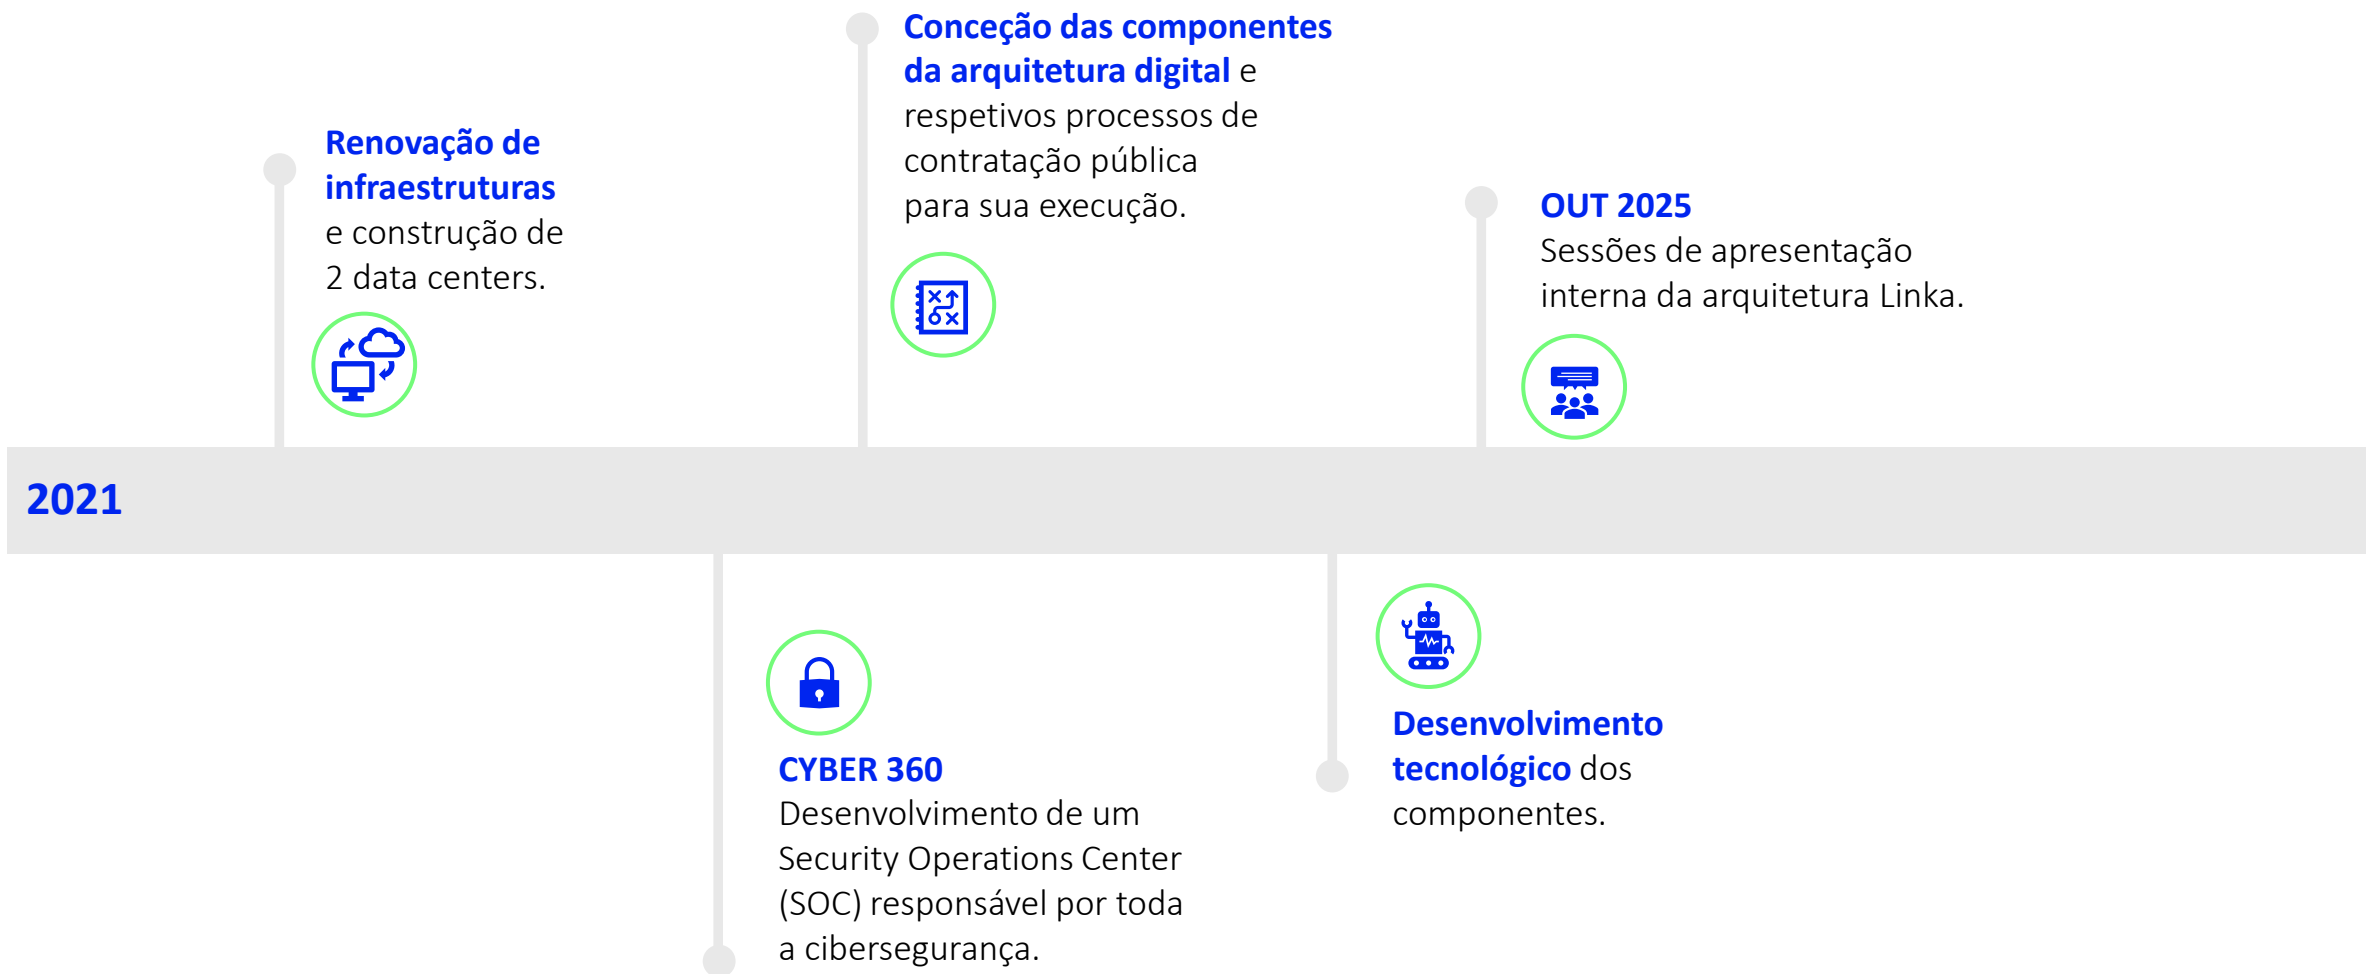 Conceção das componentes
da arquitetura digital e
respetivos processos de
contratação pública
para sua execução.
Renovação de
infraestruturas
e construção de
2 data centers.
OUT 2025
Sessões de apresentação
interna da arquitetura Linka.
2021
CYBER 360
Desenvolvimento de um
Security Operations Center
(SOC) responsável por toda
a cibersegurança.
Desenvolvimento
tecnológico dos
componentes.